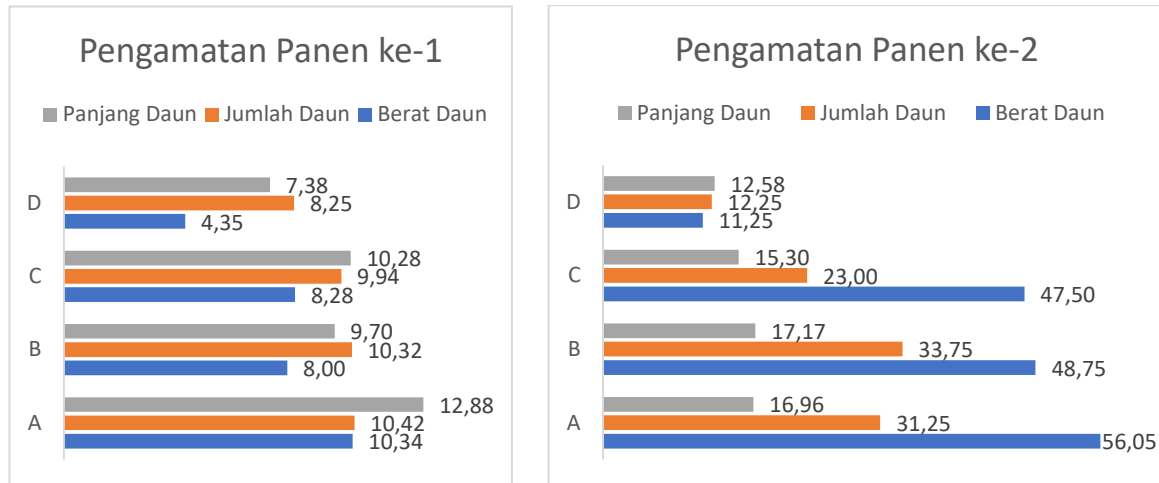 Pengamatan Panen ke-1
Panjang Daun Jumlah Daun Berat Daun
D
7,38
8,25
4,35
C
10,28
9,94
8,28
B
9,70
10,32
8,00
A
12,88
10,42
10,34
Pengamatan Panen ke-2
Panjang Daun Jumlah Daun Berat Daun
D
12,58
12,25
11,25
C
15,30
23,00
47,50
B
17,17
33,75
48,75
A
16,96
31,25
56,05